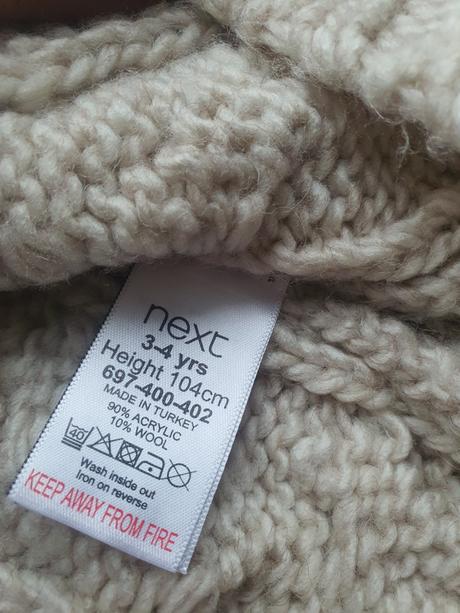 next
3-4 yrs
Height 104cm
697-400-402
MADE IN TURKEY
90% ACRYLIC
10% WOOL
40
Wash inside out
Iron on reverse
KEEP AWAY FROM FIRE